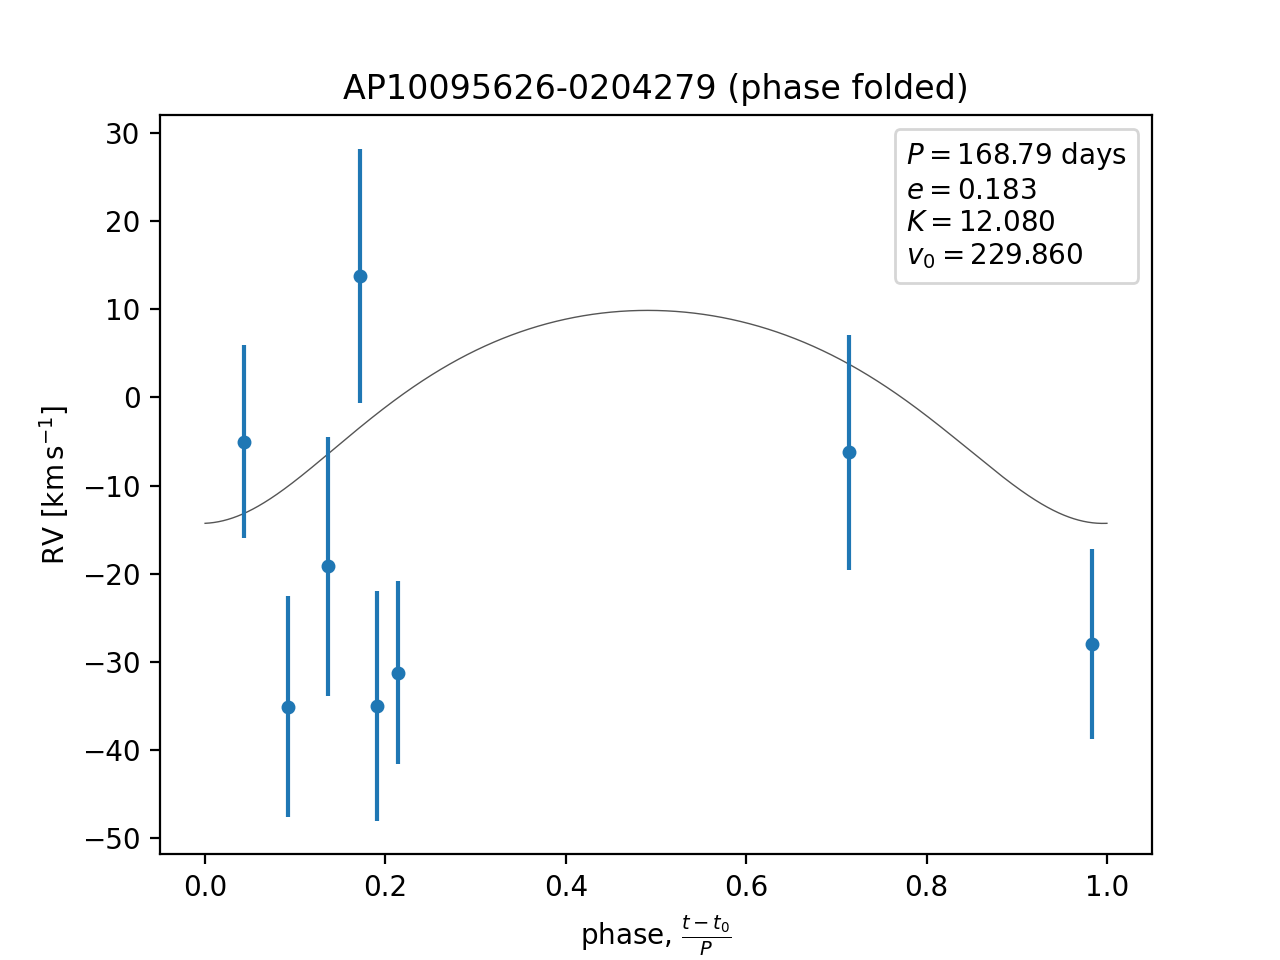 AP10095626-0204279 (phase folded)
P = 168.79 days
e = 0.183
K = 12.080
v₀ = 229.860
30
20
10
0
−10
−20
−30
−40
−50
RV [km s⁻¹]
0.0 0.2 0.4 0.6 0.8 1.0
phase, (t − t₀)/P